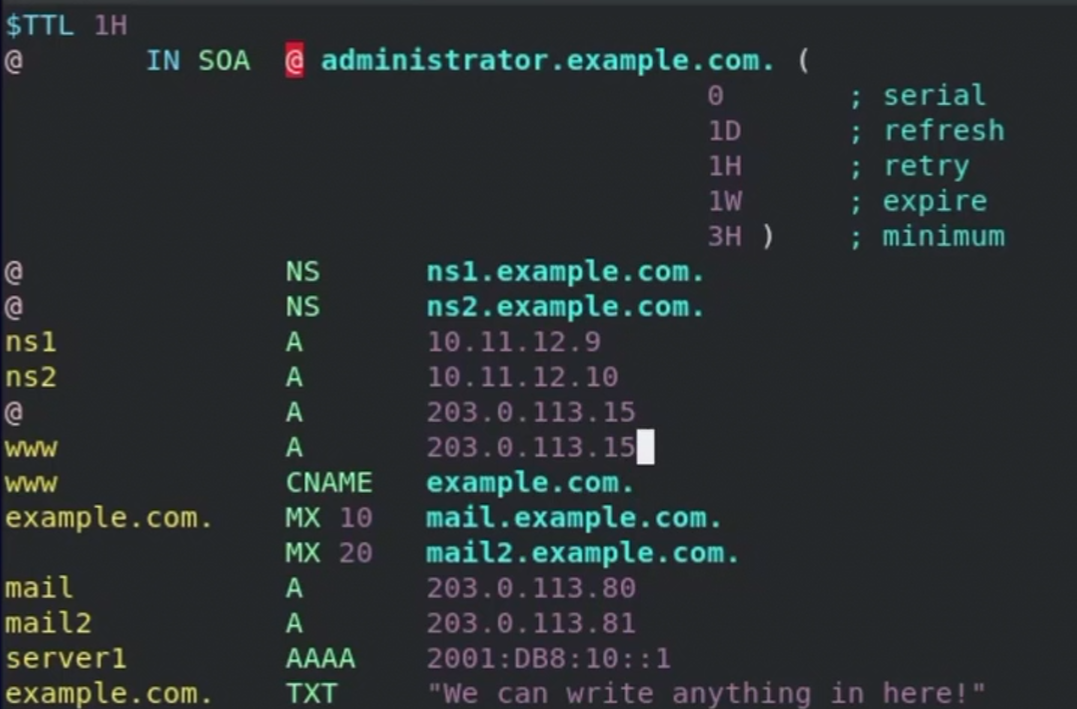 $TTL 1H
@ IN SOA @ administrator.example.com. (
0 ; serial
1D ; refresh
1H ; retry
1W ; expire
3H ) ; minimum
@ NS ns1.example.com.
@ NS ns2.example.com.
ns1 A 10.11.12.9
ns2 A 10.11.12.10
@ A 203.0.113.15
www A 203.0.113.15
www CNAME example.com.
example.com. MX 10 mail.example.com.
MX 20 mail2.example.com.
mail A 203.0.113.80
mail2 A 203.0.113.81
server1 AAAA 2001:DB8:10::1
example.com. TXT "We can write anything in here!"